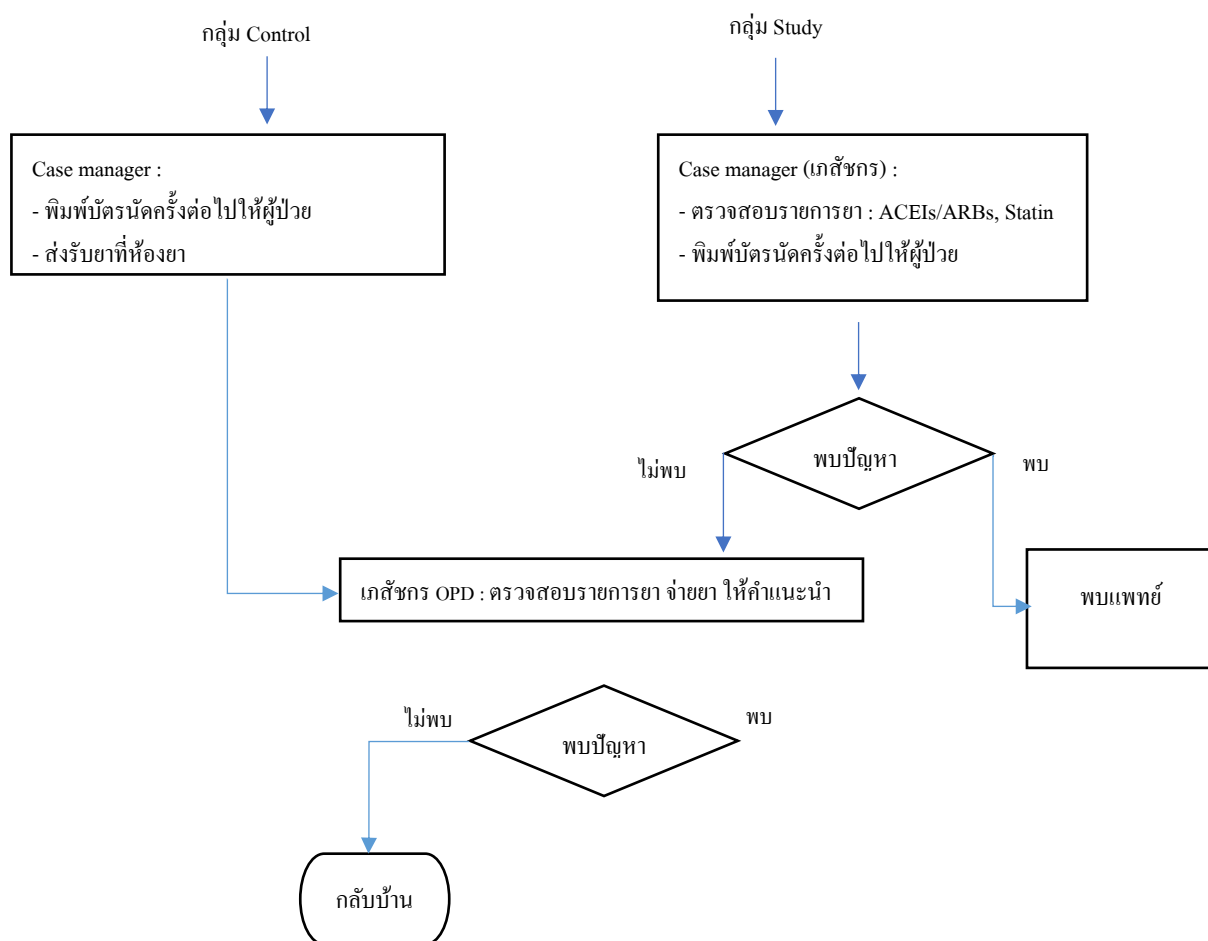 กลุ่ม Control
กลุ่ม Study
Case manager :
- พิมพ์บัตรนัดครั้งต่อไปให้ผู้ป่วย
- ส่งรับยาที่ห้องยา
Case manager (เภสัชกร) :
- ตรวจสอบรายการยา : ACEIs/ARBs, Statin
- พิมพ์บัตรนัดครั้งต่อไปให้ผู้ป่วย
ไม่พบ
พบปัญหา
พบ
เภสัชกร OPD : ตรวจสอบรายการยา จ่ายยา ให้คำแนะนำ
พบแพทย์
ไม่พบ
พบปัญหา
พบ
กลับบ้าน